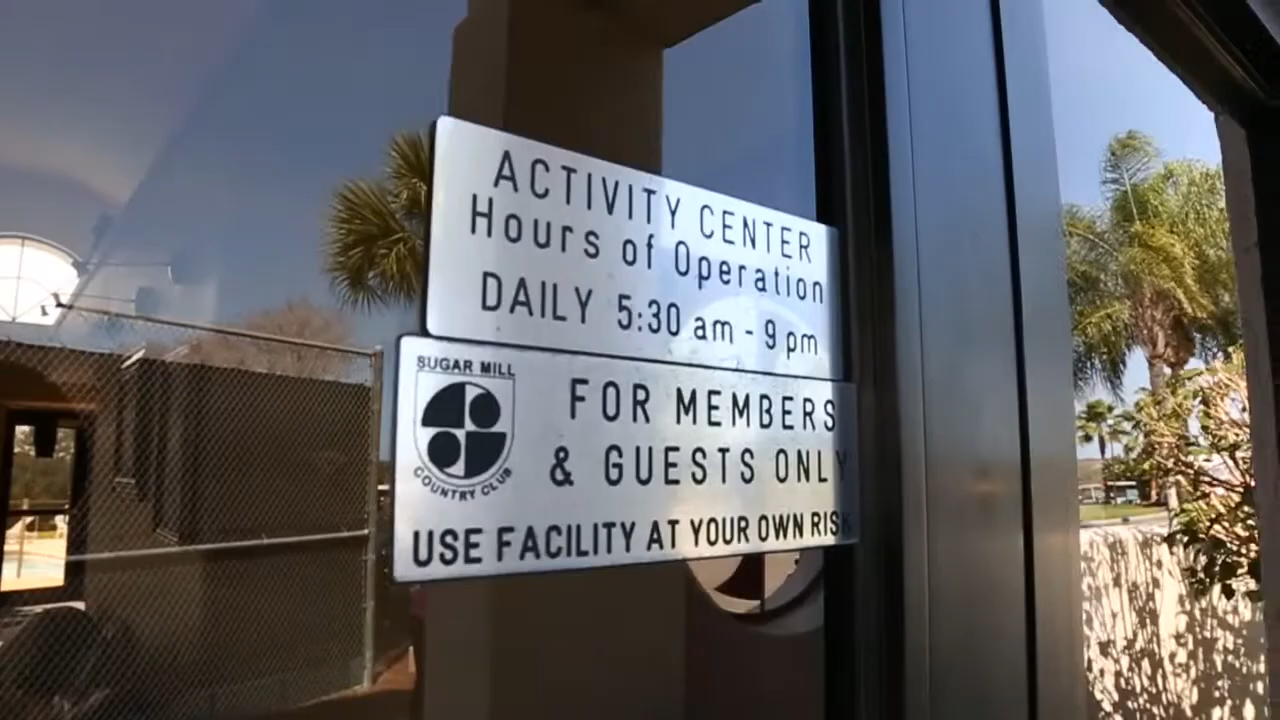 ACTIVITY CENTER
Hours of Operation
DAILY 5:30 am - 9 pm
SUGAR MILL
COUNTRY CLUB
FOR MEMBERS
& GUESTS ONLY
USE FACILITY AT YOUR OWN RISK